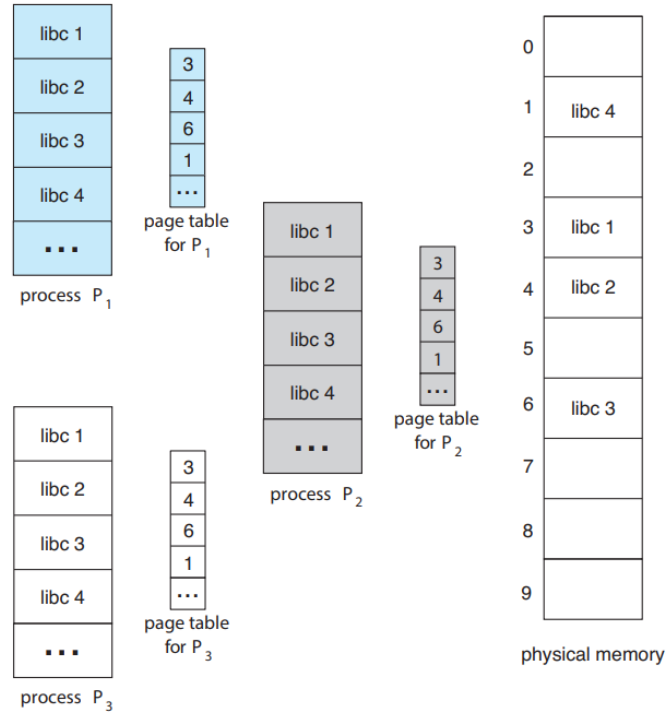 libc 1
libc 2
libc 3
libc 4
...
process P1
3
4
6
1
...
page table
for P1
libc 1
libc 2
libc 3
libc 4
...
process P2
3
4
6
1
...
page table
for P2
libc 1
libc 2
libc 3
libc 4
...
process P3
3
4
6
1
...
page table
for P3
0
1 libc 4
2
3 libc 1
4 libc 2
5
6 libc 3
7
8
9
physical memory